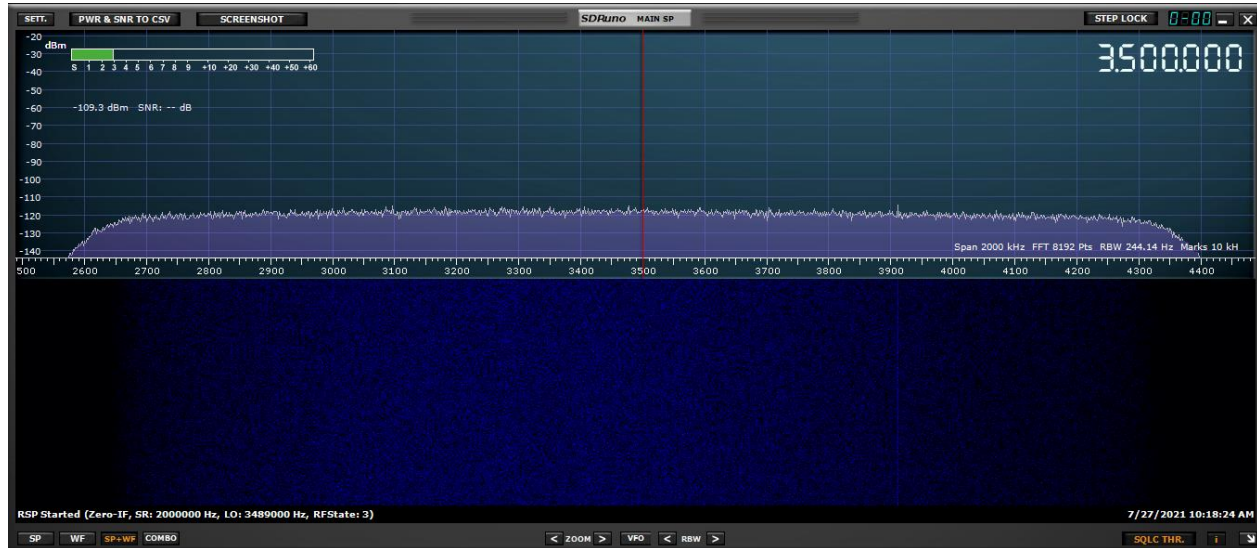 SETT. PWR & SNR TO CSV SCREENSHOT SDRuno MAIN SP STEP LOCK 0-00
-20
dBm
-30
S 1 2 3 4 5 6 7 8 9 +10 +20 +30 +40 +50 +60
3.500.000
-40
-50
-60
-109.3 dBm SNR: -- dB
-70
-80
-90
-100
-110
-120
-130
-140
Span 2000 kHz FFT 8192 Pts RBW 244.14 Hz Marks 10 kH
500 2600 2700 2800 2900 3000 3100 3200 3300 3400 3500 3600 3700 3800 3900 4000 4100 4200 4300 4400
RSP Started (Zero-IF, SR: 2000000 Hz, LO: 3489000 Hz, RFState: 3) 7/27/2021 10:18:24 AM
SP WF SP+WF COMBO < ZOOM > VFO < RBW > SQLC THR. i